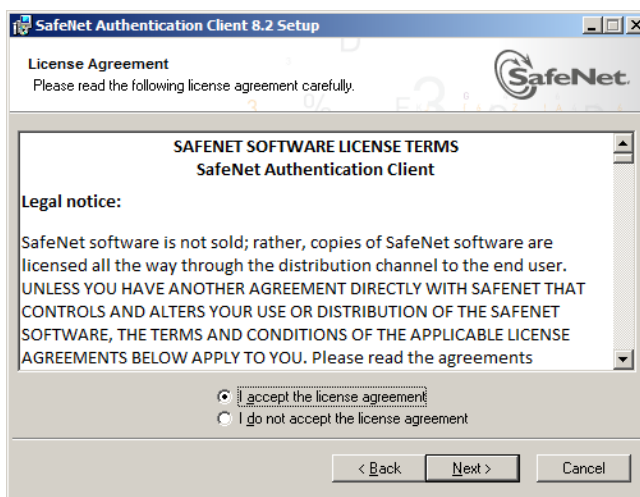 SafeNet Authentication Client 8.2 Setup
License Agreement
Please read the following license agreement carefully.
SafeNet.
SAFENET SOFTWARE LICENSE TERMS
SafeNet Authentication Client
Legal notice:
SafeNet software is not sold; rather, copies of SafeNet software are
licensed all the way through the distribution channel to the end user.
UNLESS YOU HAVE ANOTHER AGREEMENT DIRECTLY WITH SAFENET THAT
CONTROLS AND ALTERS YOUR USE OR DISTRIBUTION OF THE SAFENET
SOFTWARE, THE TERMS AND CONDITIONS OF THE APPLICABLE LICENSE
AGREEMENTS BELOW APPLY TO YOU. Please read the agreements
I accept the license agreement
I do not accept the license agreement
< Back
Next >
Cancel